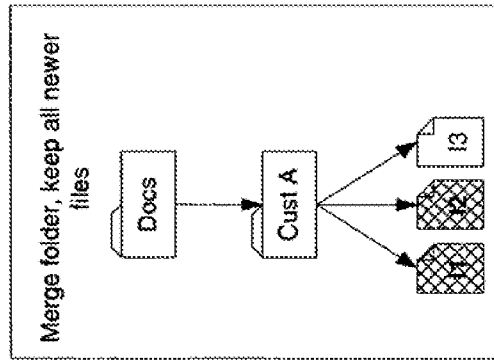 Merge folder, keep all newer
files
Docs
Cust A
I1
I2
I3